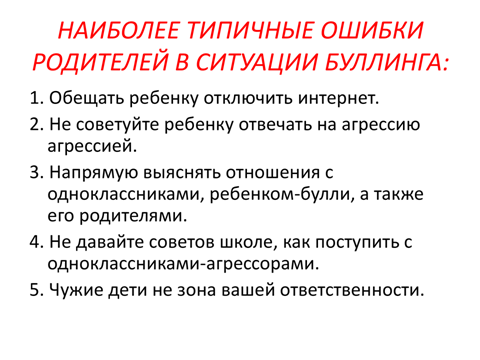 НАИБОЛЕЕ ТИПИЧНЫЕ ОШИБКИ
РОДИТЕЛЕЙ В СИТУАЦИИ БУЛЛИНГА:
1. Обещать ребенку отключить интернет.
2. Не советуйте ребенку отвечать на агрессию
агрессией.
3. Напрямую выяснять отношения с
одноклассниками, ребенком-булли, а также
его родителями.
4. Не давайте советов школе, как поступить с
одноклассниками-агрессорами.
5. Чужие дети не зона вашей ответственности.